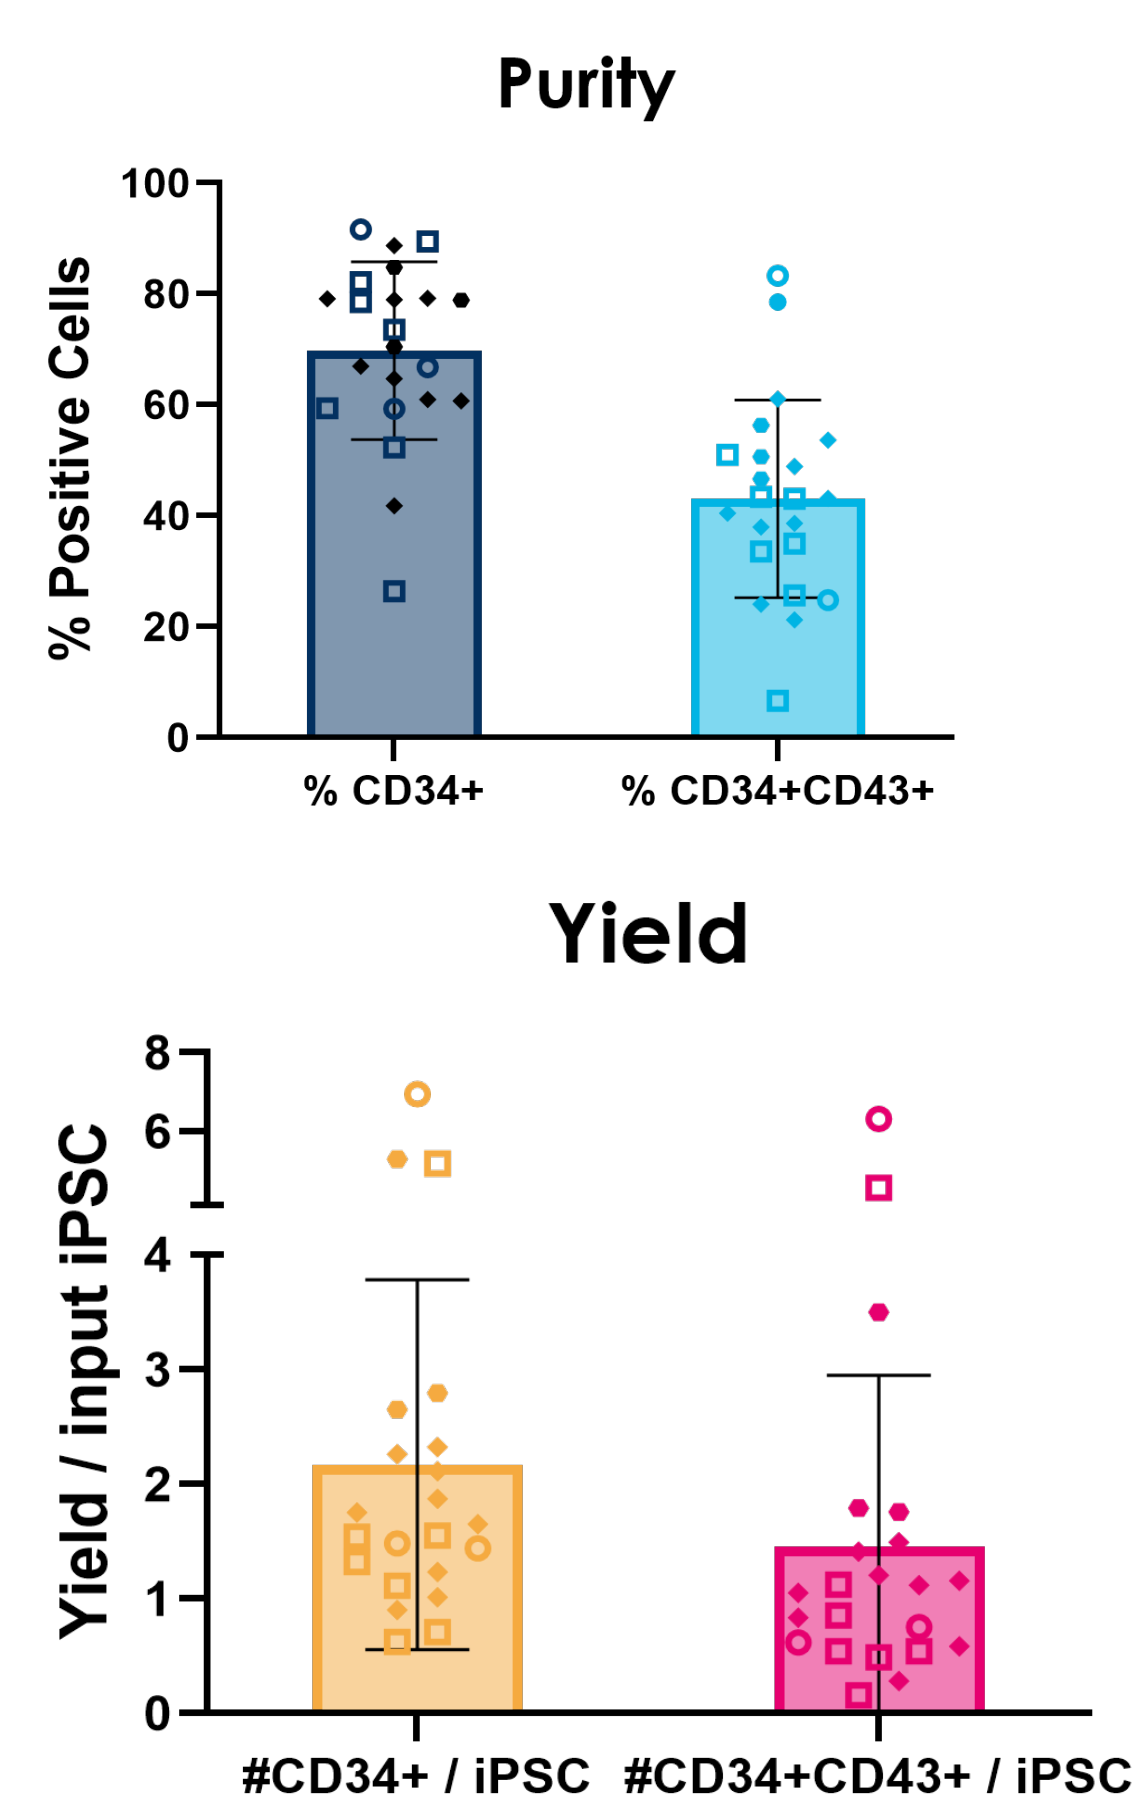 Purity
% Positive Cells
100
80
60
40
20
0
% CD34+
% CD34+CD43+
Yield
Yield / input iPSC
8
6
4
3
2
1
0
#CD34+ / iPSC
#CD34+CD43+ / iPSC